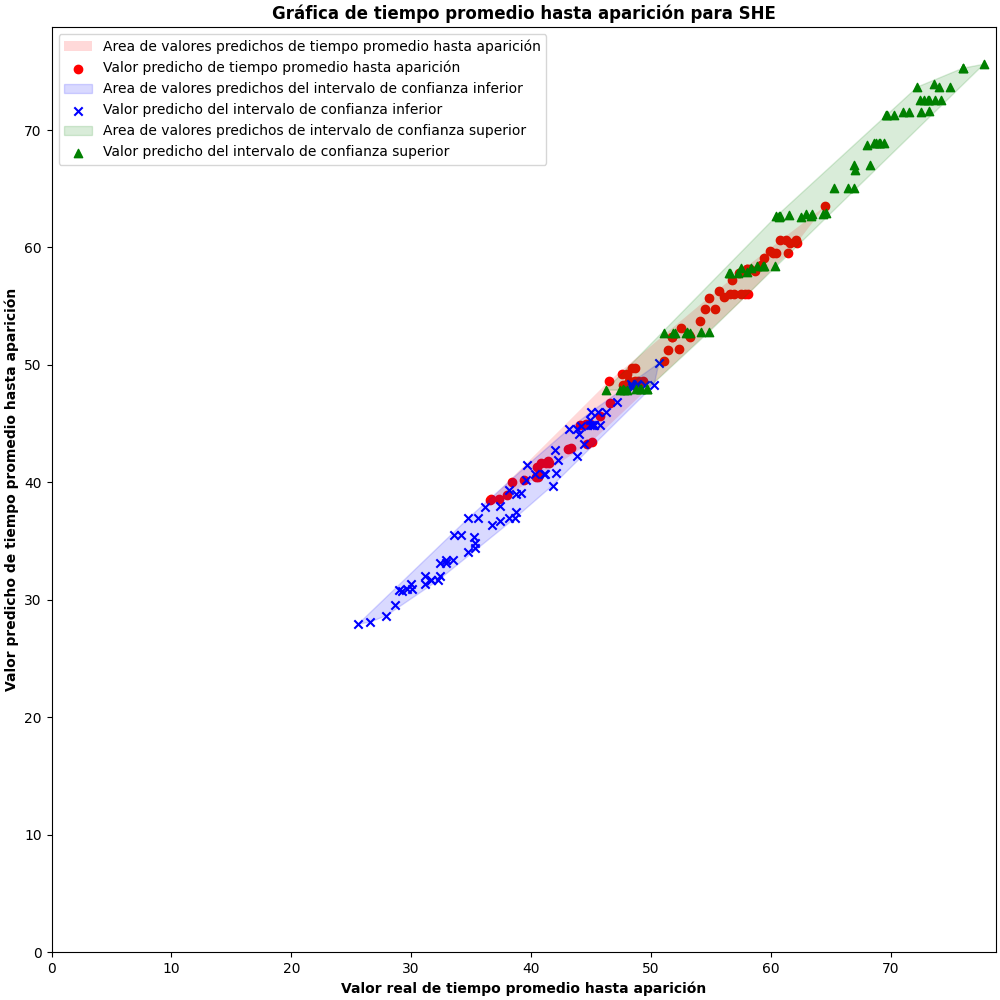 Gráfica de tiempo promedio hasta aparición para SHE
Area de valores predichos de tiempo promedio hasta aparición
Valor predicho de tiempo promedio hasta aparición
Area de valores predichos del intervalo de confianza inferior
Valor predicho del intervalo de confianza inferior
Area de valores predichos de intervalo de confianza superior
Valor predicho del intervalo de confianza superior
Valor predicho de tiempo promedio hasta aparición
70
60
50
40
30
20
10
0
0 10 20 30 40 50 60 70
Valor real de tiempo promedio hasta aparición